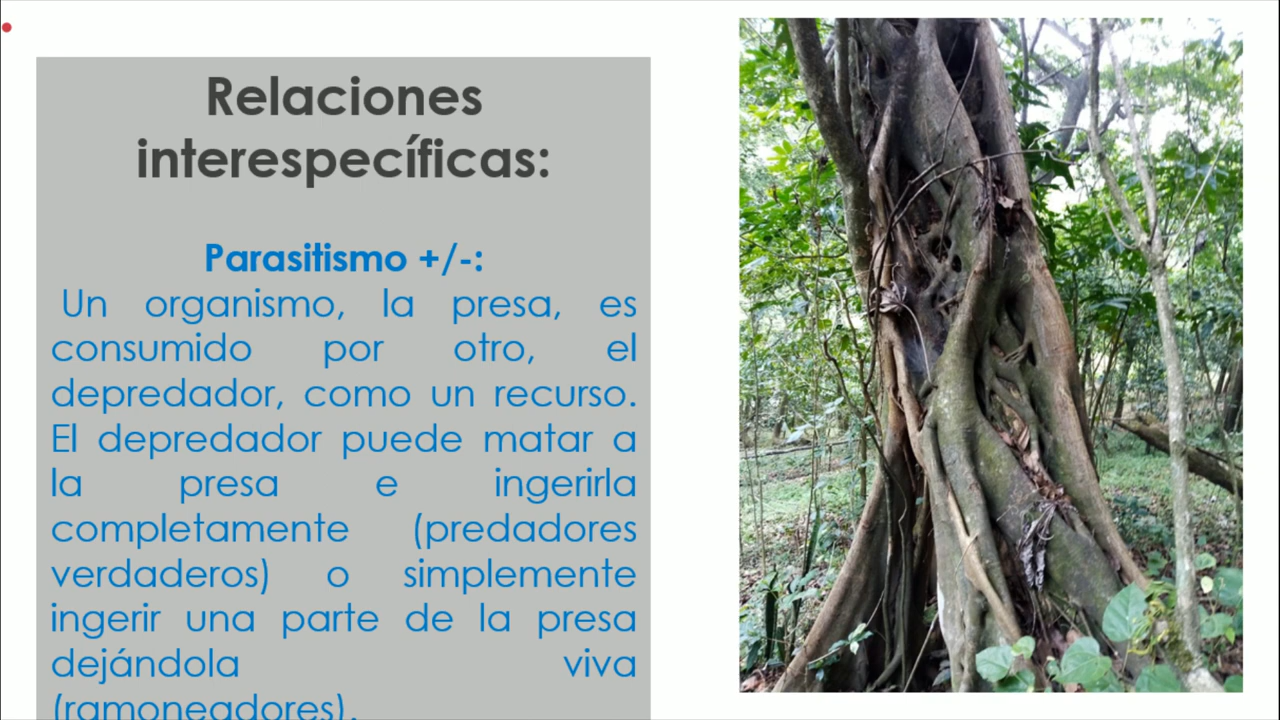 Relaciones
interespecíficas:
Parasitismo +/-:
Un organismo, la presa, es
consumido por otro, el
depredador, como un recurso.
El depredador puede matar a
la presa e ingerirla
completamente (predadores
verdaderos) o simplemente
ingerir una parte de la presa
dejándola viva
(ramoneadores).